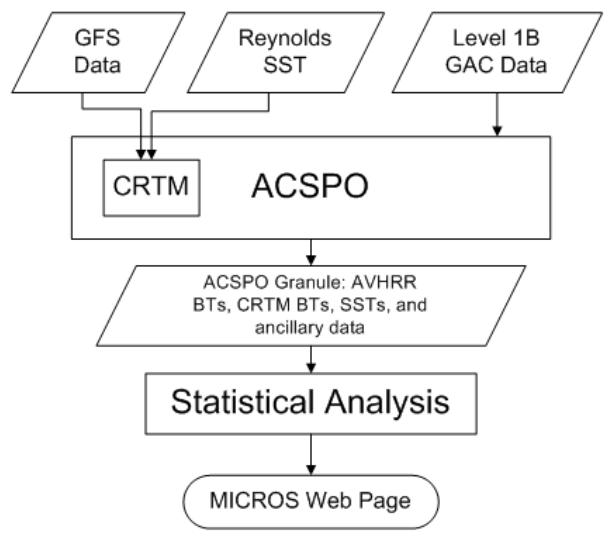 GFS
Data
Reynolds
SST
Level 1B
GAC Data
CRTM
ACSPO
ACSPO Granule: AVHRR
BTs, CRTM BTs, SSTs, and
ancillary data
Statistical Analysis
MICROS Web Page